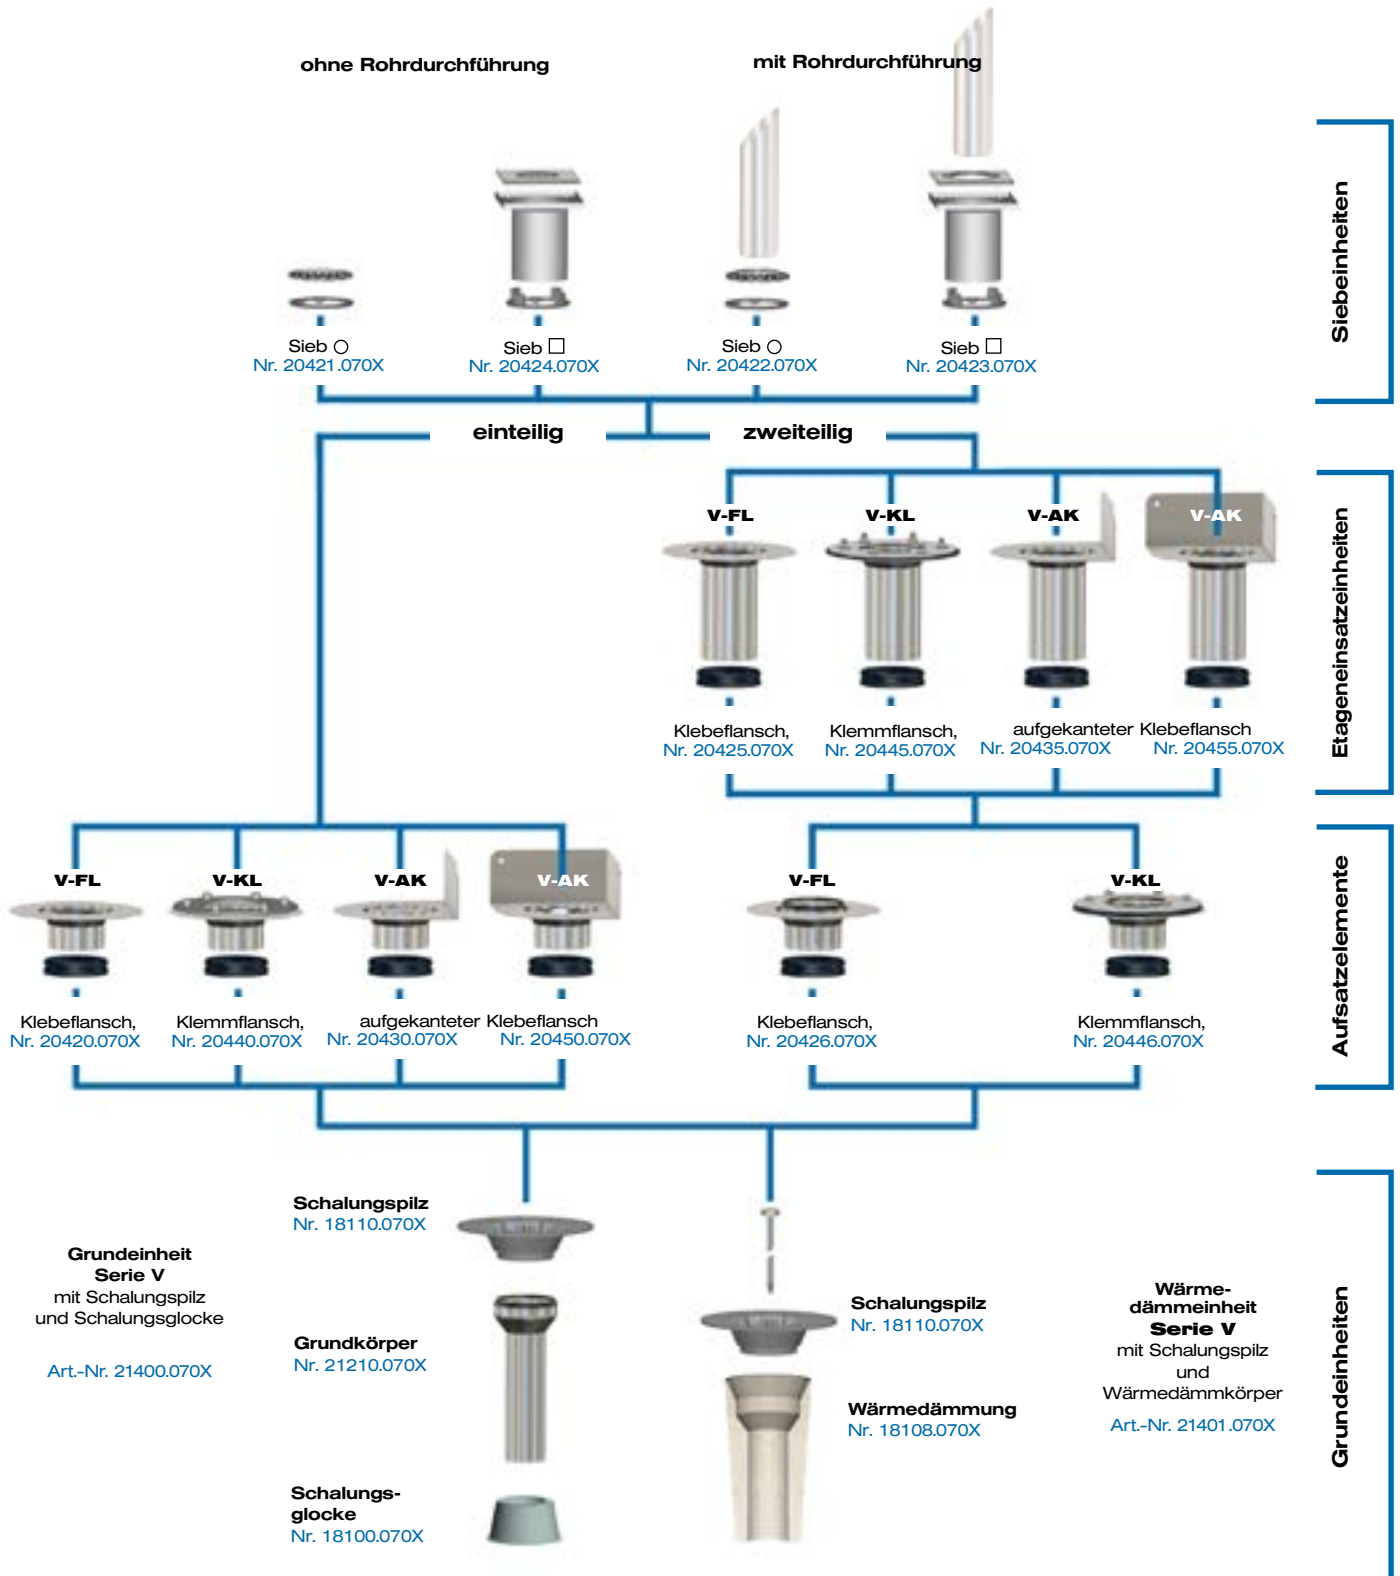 ohne Rohrdurchführung
mit Rohrdurchführung
Sieb ○
Nr. 20421.070X
Sieb □
Nr. 20424.070X
Sieb ○
Nr. 20422.070X
Sieb □
Nr. 20423.070X
Siebeinheiten
einteilig
zweiteilig
V-FL
V-KL
V-AK
V-AK
Klebeflansch,
Nr. 20425.070X
Klemmflansch,
Nr. 20445.070X
aufgekanteter Klebeflansch
Nr. 20435.070X
Nr. 20455.070X
Etageneinsatzeinheiten
V-FL
V-KL
V-AK
V-AK
V-FL
V-KL
Klebeflansch,
Nr. 20420.070X
Klemmflansch,
Nr. 20440.070X
aufgekanteter Klebeflansch
Nr. 20430.070X
Nr. 20450.070X
Klebeflansch,
Nr. 20426.070X
Klemmflansch,
Nr. 20446.070X
Aufsatzelemente
Grundeinheit
Serie V
mit Schalungspilz
und Schalungsglocke
Art.-Nr. 21400.070X
Schalungspilz
Nr. 18110.070X
Grundkörper
Nr. 21210.070X
Schalungs-
glocke
Nr. 18100.070X
Schalungspilz
Nr. 18110.070X
Wärmedämmung
Nr. 18108.070X
Wärme-
dämmeinheit
Serie V
mit Schalungspilz
und
Wärmedämmkörper
Art.-Nr. 21401.070X
Grundeinheiten